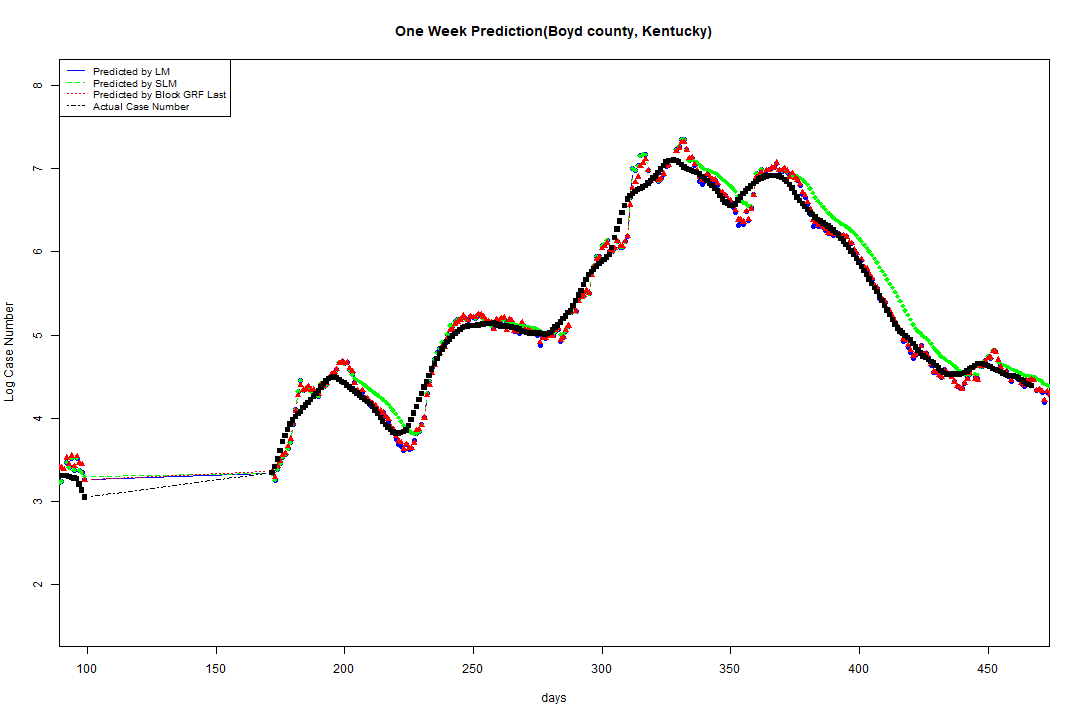 One Week Prediction(Boyd county, Kentucky)
Predicted by LM
Predicted by SLM
Predicted by Block GRF Last
Actual Case Number
8
7
6
5
4
3
2
Log Case Number
100 150 200 250 300 350 400 450
days